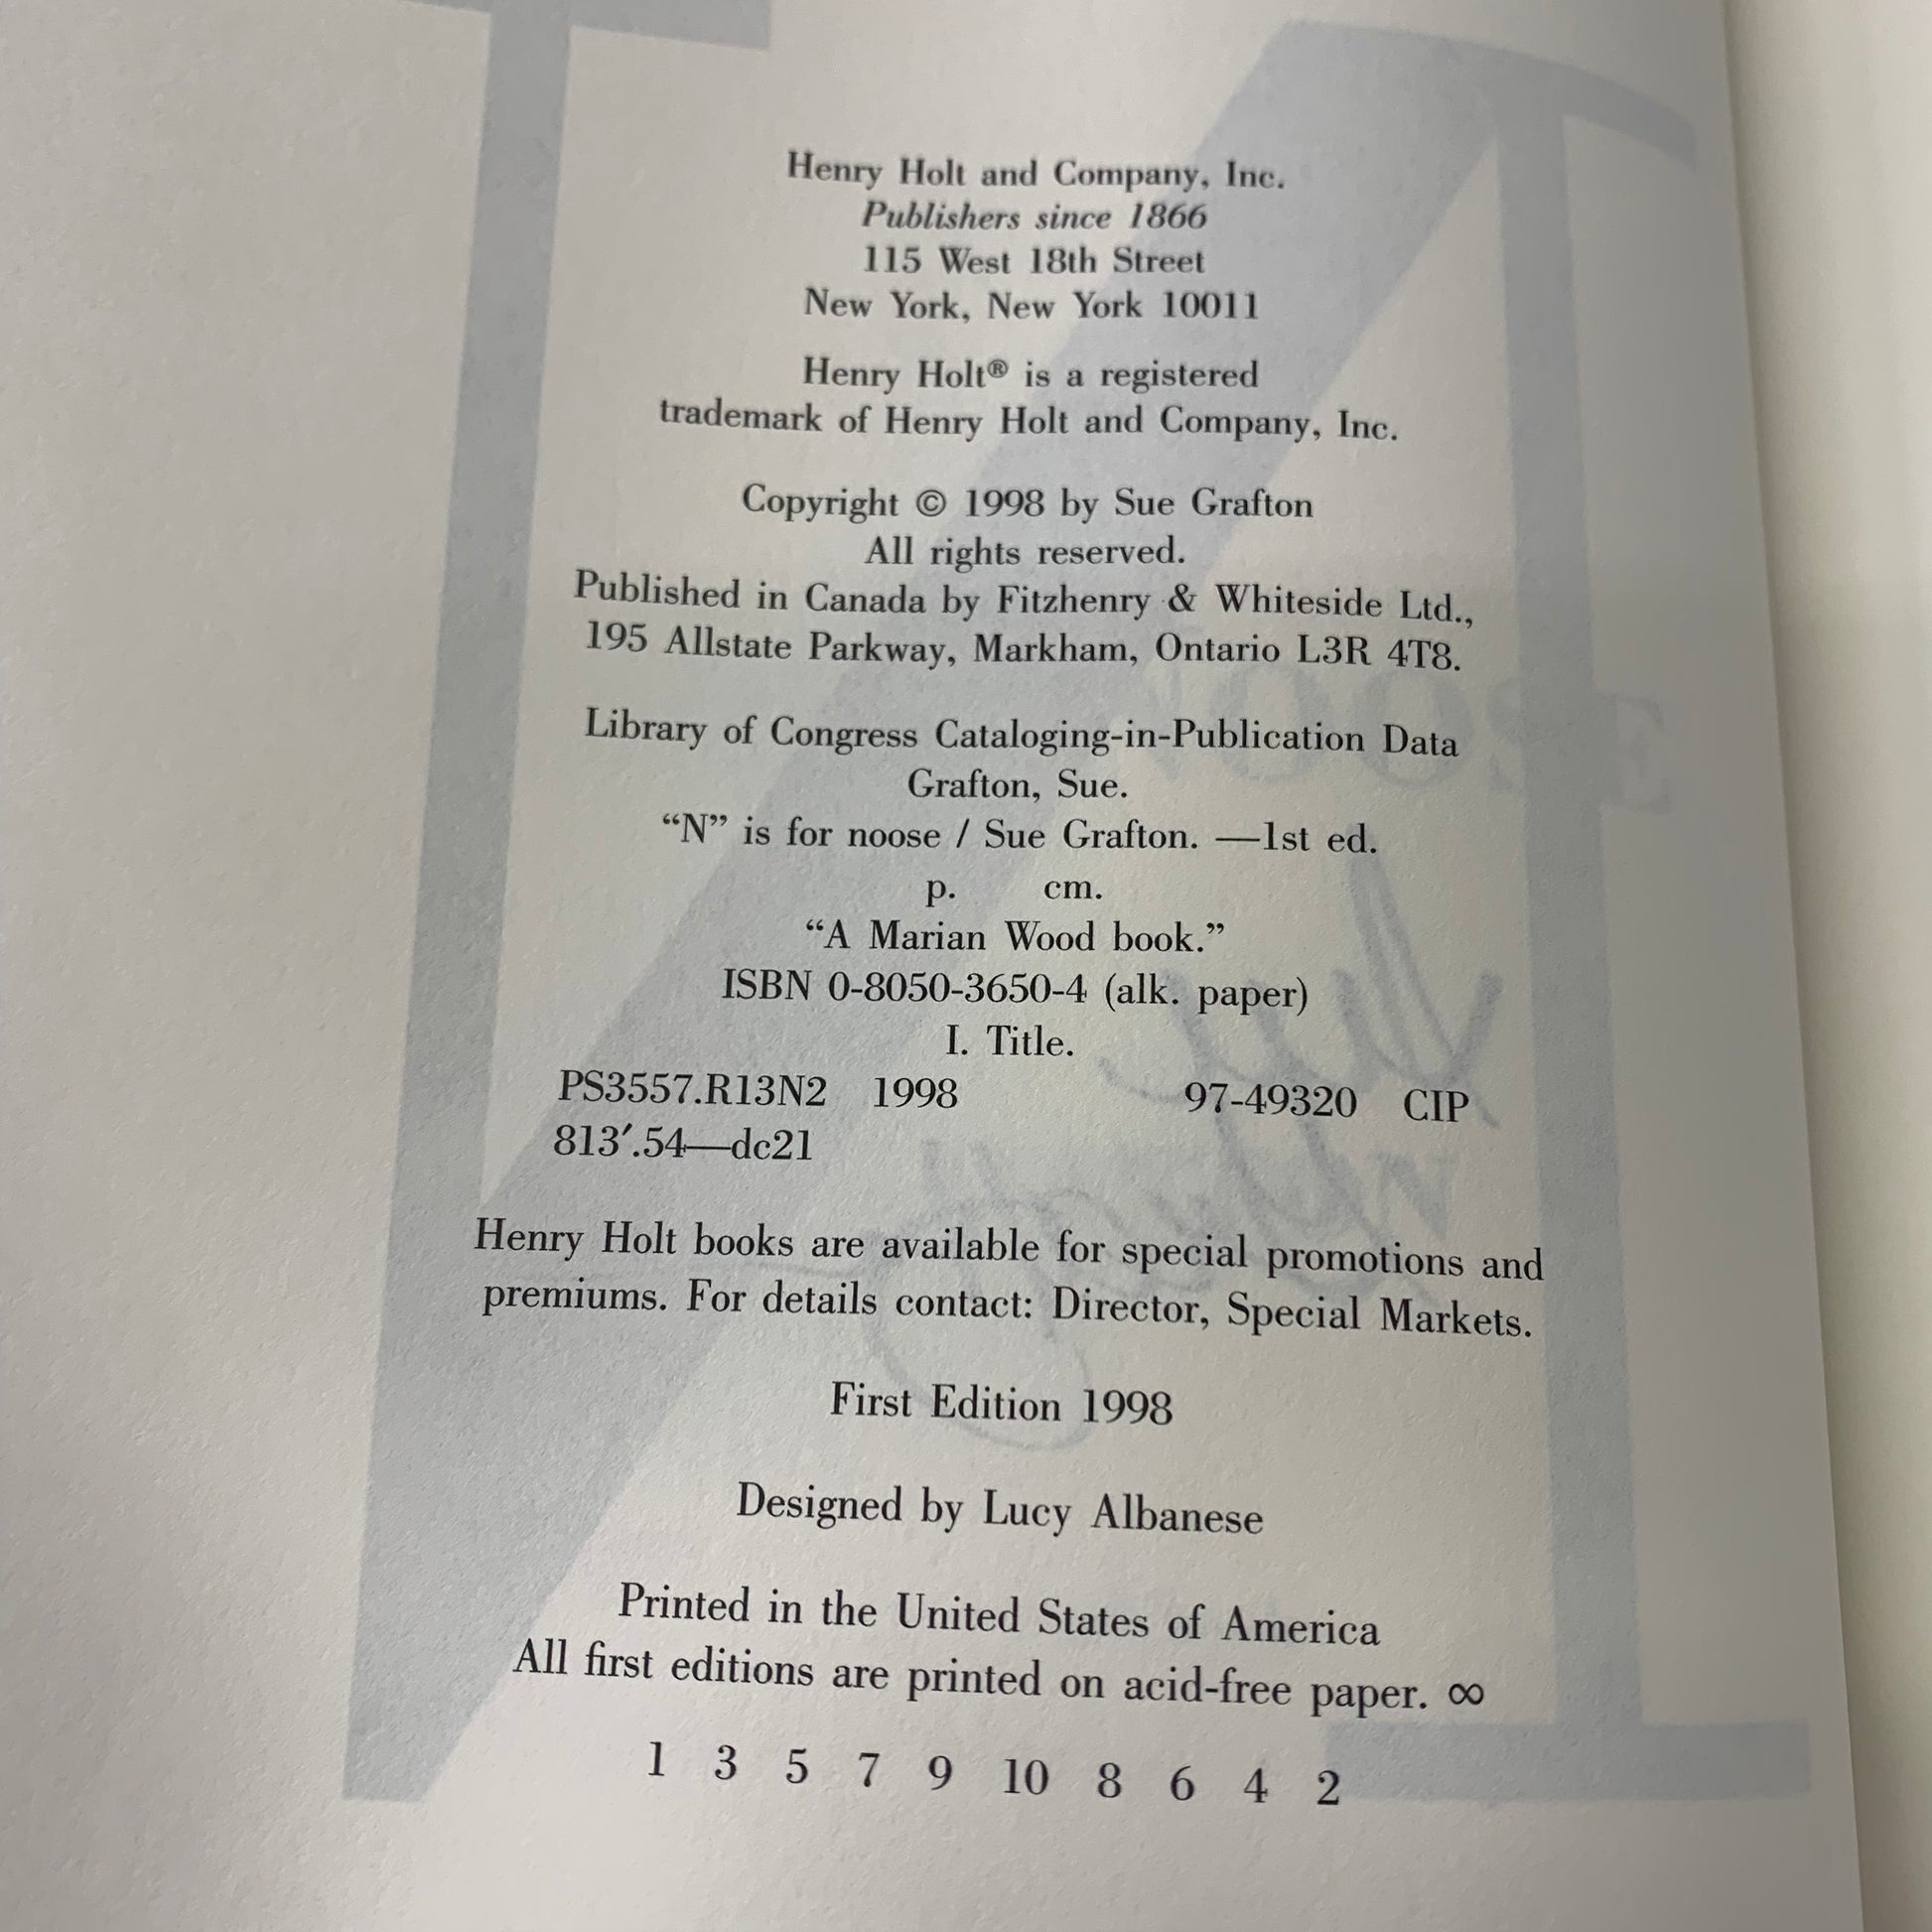 Henry Holt and Company, Inc.
Publishers since 1866
115 West 18th Street
New York, New York 10011
Henry Holt® is a registered
trademark of Henry Holt and Company, Inc.
Copyright © 1998 by Sue Grafton
All rights reserved.
Published in Canada by Fitzhenry & Whiteside Ltd.,
195 Allstate Parkway, Markham, Ontario L3R 4T8.
Library of Congress Cataloging-in-Publication Data
Grafton, Sue.
“N” is for noose / Sue Grafton. —1st ed.
p. cm.
“A Marian Wood book.”
ISBN 0-8050-3650-4 (alk. paper)
I. Title.
PS3557.R13N2 1998 97-49320 CIP
813′.54—dc21
Henry Holt books are available for special promotions and
premiums. For details contact: Director, Special Markets.
First Edition 1998
Designed by Lucy Albanese
Printed in the United States of America
All first editions are printed on acid-free paper. ∞
1 3 5 7 9 10 8 6 4 2